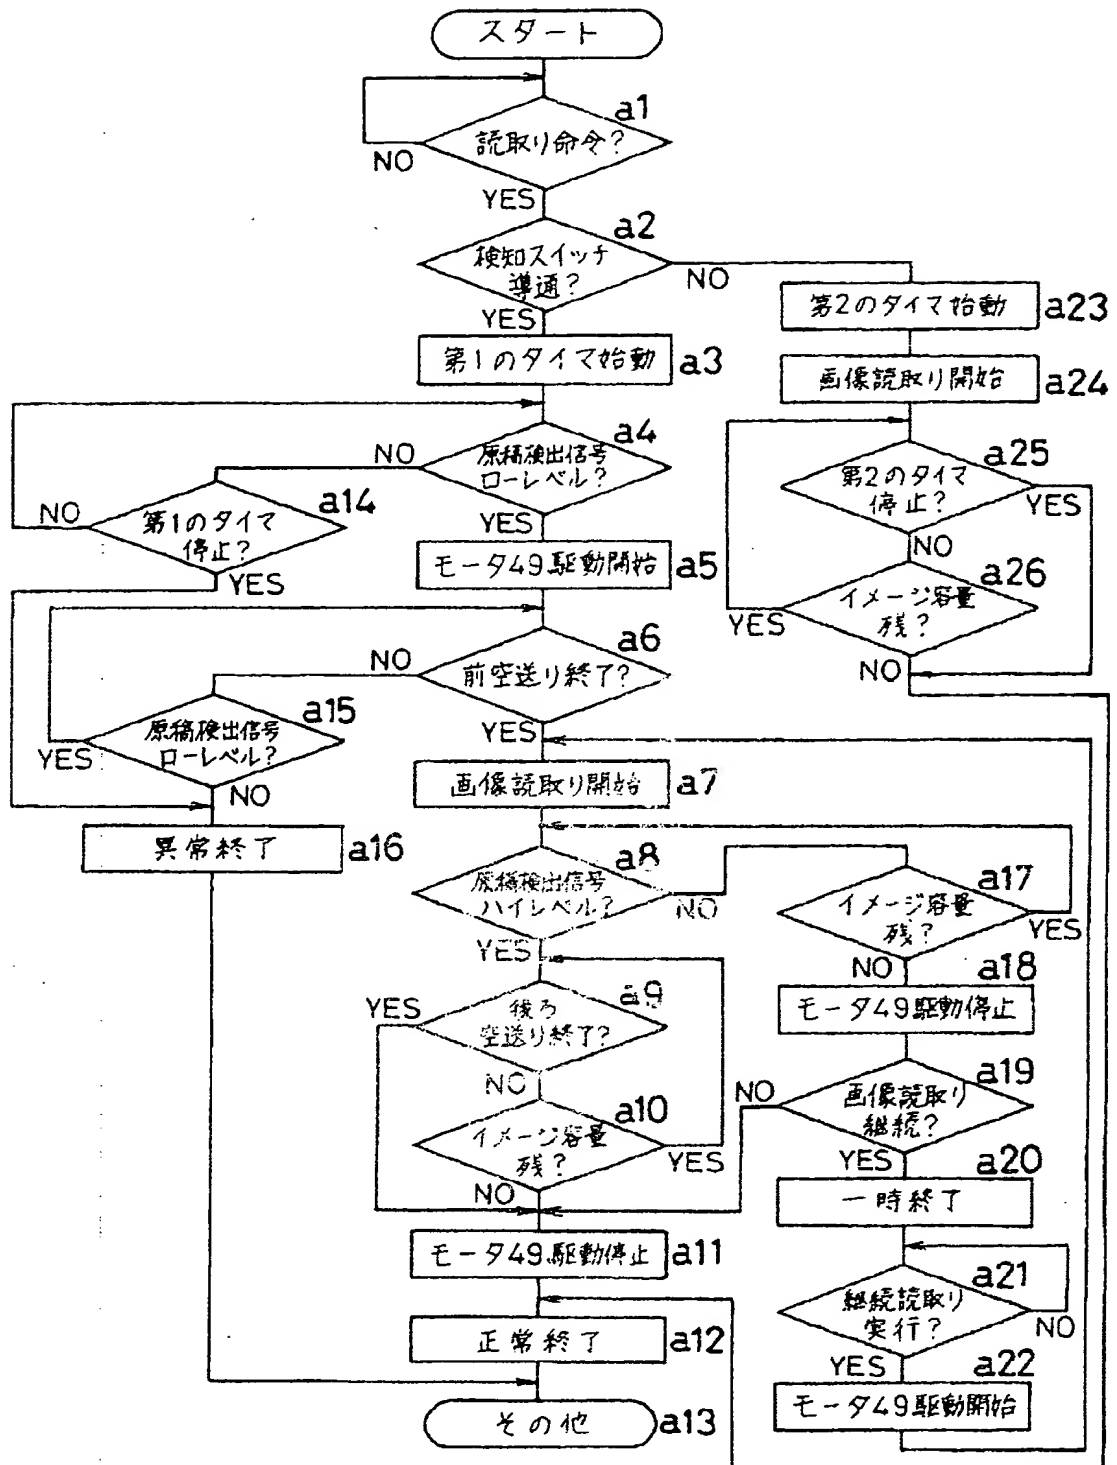 スタート
a1
読取り命令?
NO
YES
a2
検知スイッチ
導通?
NO
YES
第2のタイマ始動 a23
第1のタイマ始動 a3
画像読取り開始 a24
a4
原稿検出信号
ローレベル?
NO
YES
a14
第1のタイマ
停止?
NO
YES
a25
第2のタイマ
停止?
YES
NO
モータ49駆動開始 a5
a26
イメージ容量
残?
YES
NO
a6
前空送り終了?
NO
YES
a15
原稿検出信号
ローレベル?
YES
NO
画像読取り開始 a7
異常終了 a16
a8
原稿検出信号
ハイレベル?
NO
YES
a17
イメージ容量
残?
YES
NO
a18
モータ49駆動停止
a9
後ろ
空送り終了?
YES
NO
a19
画像読取り
継続?
NO
YES
a10
イメージ容量
残?
YES
NO
a20
一時終了
モータ49駆動停止 a11
a21
継続読取り
実行?
NO
YES
正常終了 a12
a22
モータ49駆動開始
その他 a13